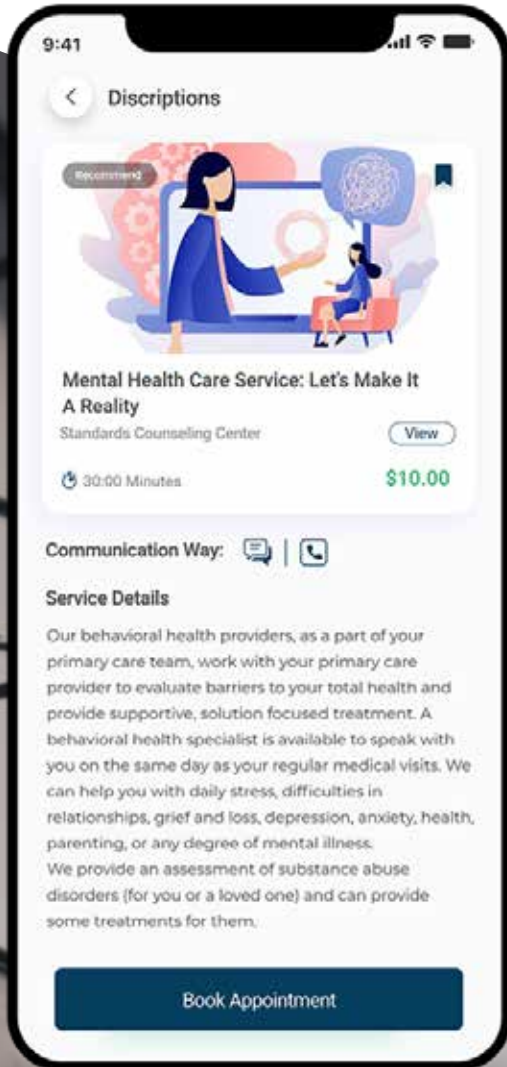 9:41
Discriptions
Recommend
Mental Health Care Service: Let's Make It
A Reality
Standards Counseling Center
View
30:00 Minutes
$10.00
Communication Way:
Service Details
Our behavioral health providers, as a part of your
primary care team, work with your primary care
provider to evaluate barriers to your total health and
provide supportive, solution focused treatment. A
behavioral health specialist is available to speak with
you on the same day as your regular medical visits. We
can help you with daily stress, difficulties in
relationships, grief and loss, depression, anxiety, health,
parenting, or any degree of mental illness.
We provide an assessment of substance abuse
disorders (for you or a loved one) and can provide
some treatments for them.
Book Appointment